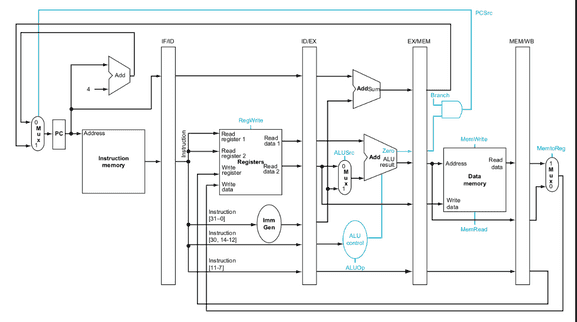 PCSrc
IF/ID
ID/EX
EX/MEM
MEM/WB
Add
4
AddSum
Branch
0
M
u
x
1
PC
Address
Instruction
memory
Instruction
RegWrite
Read
register 1
Read
register 2
Write
register
Write
data
Registers
Read
data 1
Read
data 2
ALUSrc
0
M
u
x
1
Add
Zero
ALU
result
MemWrite
Address
Read
data
Data
memory
Write
data
MemRead
MemtoReg
1
M
u
x
0
Instruction
[31-0]
Imm
Gen
Instruction
[30, 14-12]
ALU
control
ALUOp
Instruction
[11-7]